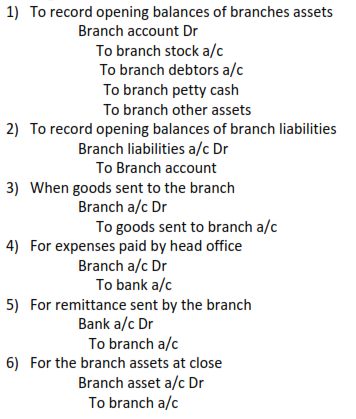 1) To record opening balances of branches assets
Branch account Dr
To branch stock a/c
To branch debtors a/c
To branch petty cash
To branch other assets
2) To record opening balances of branch liabilities
Branch liabilities a/c Dr
To Branch account
3) When goods sent to the branch
Branch a/c Dr
To goods sent to branch a/c
4) For expenses paid by head office
Branch a/c Dr
To bank a/c
5) For remittance sent by the branch
Bank a/c Dr
To branch a/c
6) For the branch assets at close
Branch asset a/c Dr
To branch a/c